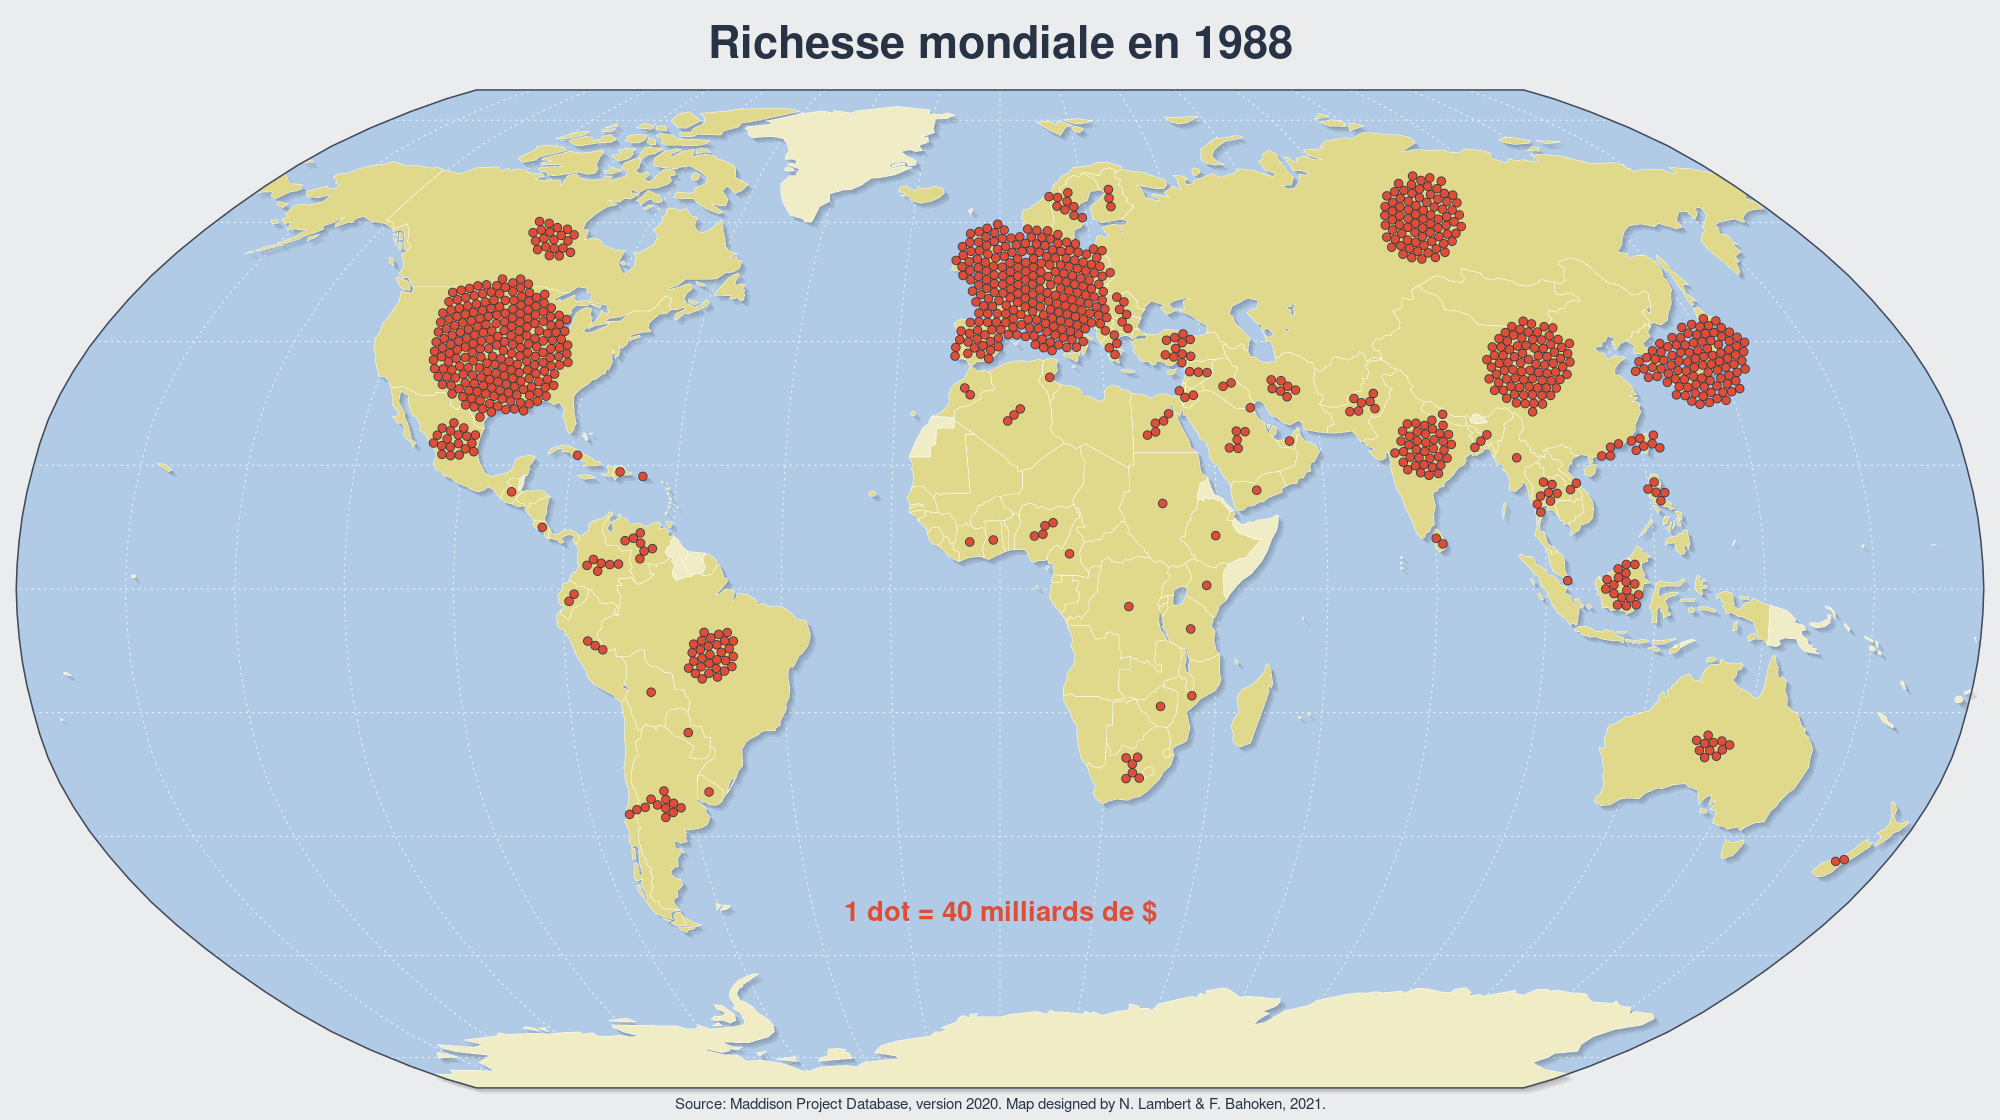 Richesse mondiale en 1988
1 dot = 40 milliards de $
Source: Maddison Project Database, version 2020. Map designed by N. Lambert & F. Bahoken, 2021.